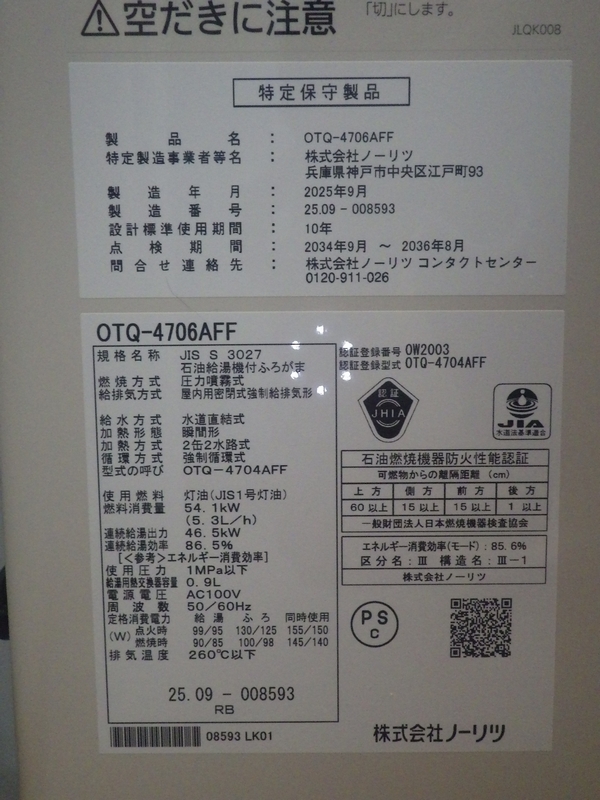 ⚠空だきに注意
「切」にします。
JLQK008
特定保守製品
製品名 : OTQ-4706AFF
特定製造事業者等名 : 株式会社ノーリツ
兵庫県神戸市中央区江戸町93
製造年月 : 2025年9月
製造番号 : 25.09 - 008593
設計標準使用期間 : 10年
点検期間 : 2034年9月 ~ 2036年8月
問合せ連絡先 : 株式会社ノーリツ コンタクトセンター
0120-911-026
OTQ-4706AFF
規格名称 JIS S 3027
石油給湯機付ふろがま
燃焼方式 圧力噴霧式
給排気方式 屋内用密閉式強制給排気形
給水方式 水道直結式
加熱形態 瞬間形
加熱方式 2缶2水路式
循環方式 強制循環式
型式の呼び OTQ-4704AFF
使用燃料 灯油(JIS1号灯油)
燃料消費量 54.1kW
(5.3L/h)
連続給湯出力 46.5kW
連続給湯効率 86.5%
[<参考>エネルギー消費効率]
使用圧力 1MPa以下
給湯用熱交換器容量 0.9L
電源電圧 AC100V
周波数 50/60Hz
定格消費電力 給湯 ふろ 同時使用
(W) 点火時 99/95 130/125 155/150
燃焼時 90/85 100/98 145/140
排気温度 260℃以下
25.09 - 008593
RB
08593 LK01
認証登録番号 0W2003
認証登録型式 OTQ-4704AFF
認証
JHIA
JIA
水道法基準適合
石油燃焼機器防火性能認証
可燃物からの離隔距離 (cm)
上方 側方 前方 後方
60以上 15以上 15以上 1以上
一般財団法人日本燃焼機器検査協会
エネルギー消費効率(モード): 85.6%
区分名: Ⅲ 構造名: Ⅲ-1
株式会社ノーリツ
PS
C
株式会社ノーリツ